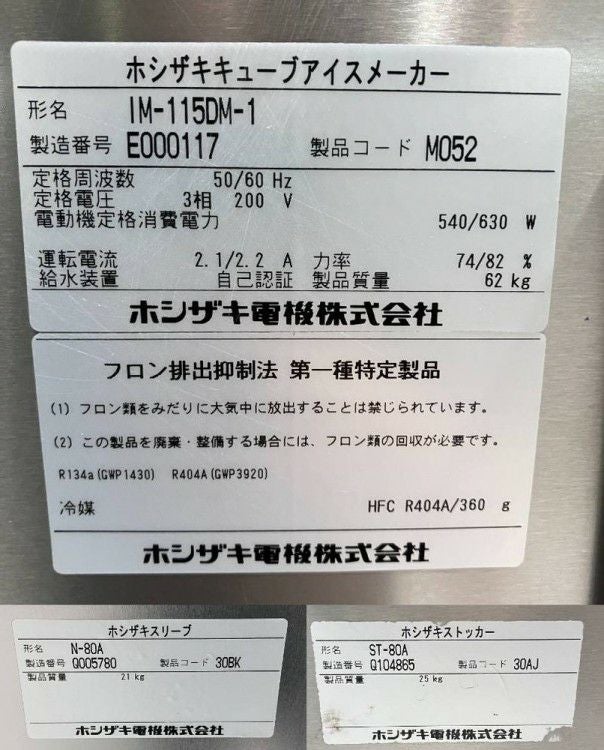 ホシザキキューブアイスメーカー
形名 IM-115DM-1
製造番号 E000117 製品コード M052
定格周波数 50/60 Hz
定格電圧 3相 200 V
電動機定格消費電力 540/630 W
運転電流 2.1/2.2 A 力率 74/82 %
給水装置 自己認証 製品質量 62 kg
ホシザキ電機株式会社
フロン排出抑制法 第一種特定製品
(1) フロン類をみだりに大気中に放出することは禁じられています。
(2) この製品を廃棄・整備する場合には、フロン類の回収が必要です。
R134a(GWP1430) R404A(GWP3920)
冷媒 HFC R404A/360 g
ホシザキ電機株式会社
ホシザキスリーブ
形名 N-80A
製造番号 Q005780 製品コード 30BK
製品質量 21 kg
ホシザキ電機株式会社
ホシザキストッカー
形名 ST-80A
製造番号 Q104865 製品コード 30AJ
製品質量 25 kg
ホシザキ電機株式会社